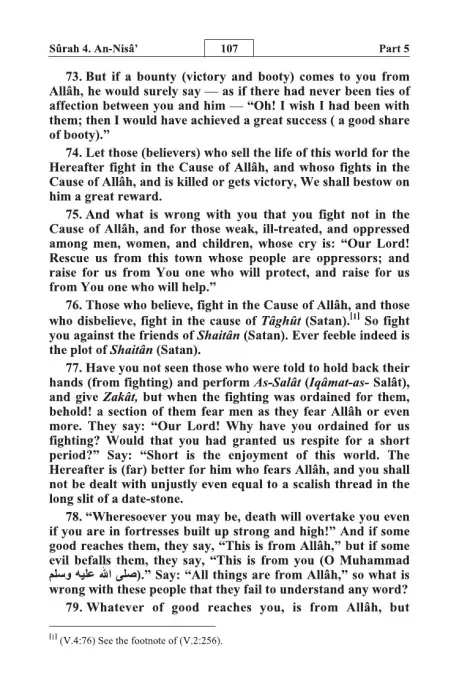 Sûrah 4. An-Nisâ’ 107 Part 5
73. But if a bounty (victory and booty) comes to you from
Allâh, he would surely say — as if there had never been ties of
affection between you and him — “Oh! I wish I had been with
them; then I would have achieved a great success ( a good share
of booty).”
74. Let those (believers) who sell the life of this world for the
Hereafter fight in the Cause of Allâh, and whoso fights in the
Cause of Allâh, and is killed or gets victory, We shall bestow on
him a great reward.
75. And what is wrong with you that you fight not in the
Cause of Allâh, and for those weak, ill-treated, and oppressed
among men, women, and children, whose cry is: “Our Lord!
Rescue us from this town whose people are oppressors; and
raise for us from You one who will protect, and raise for us
from You one who will help.”
76. Those who believe, fight in the Cause of Allâh, and those
who disbelieve, fight in the cause of Tâghût (Satan).[1] So fight
you against the friends of Shaitân (Satan). Ever feeble indeed is
the plot of Shaitân (Satan).
77. Have you not seen those who were told to hold back their
hands (from fighting) and perform As-Salât (Iqâmat-as- Salât),
and give Zakât, but when the fighting was ordained for them,
behold! a section of them fear men as they fear Allâh or even
more. They say: “Our Lord! Why have you ordained for us
fighting? Would that you had granted us respite for a short
period?” Say: “Short is the enjoyment of this world. The
Hereafter is (far) better for him who fears Allâh, and you shall
not be dealt with unjustly even equal to a scalish thread in the
long slit of a date-stone.
78. “Wheresoever you may be, death will overtake you even
if you are in fortresses built up strong and high!” And if some
good reaches them, they say, “This is from Allâh,” but if some
evil befalls them, they say, “This is from you (O Muhammad
صلى الله عليه وسلم).” Say: “All things are from Allâh,” so what is
wrong with these people that they fail to understand any word?
79. Whatever of good reaches you, is from Allâh, but
[1] (V.4:76) See the footnote of (V.2:256).